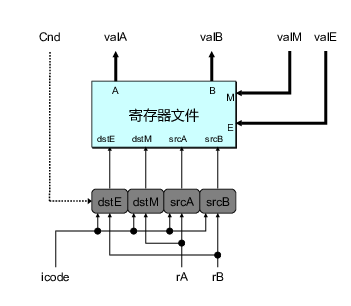 Cnd valA valB valM valE
A B
M
寄存器文件
E
dstE dstM srcA srcB
dstE dstM srcA srcB
icode rA rB